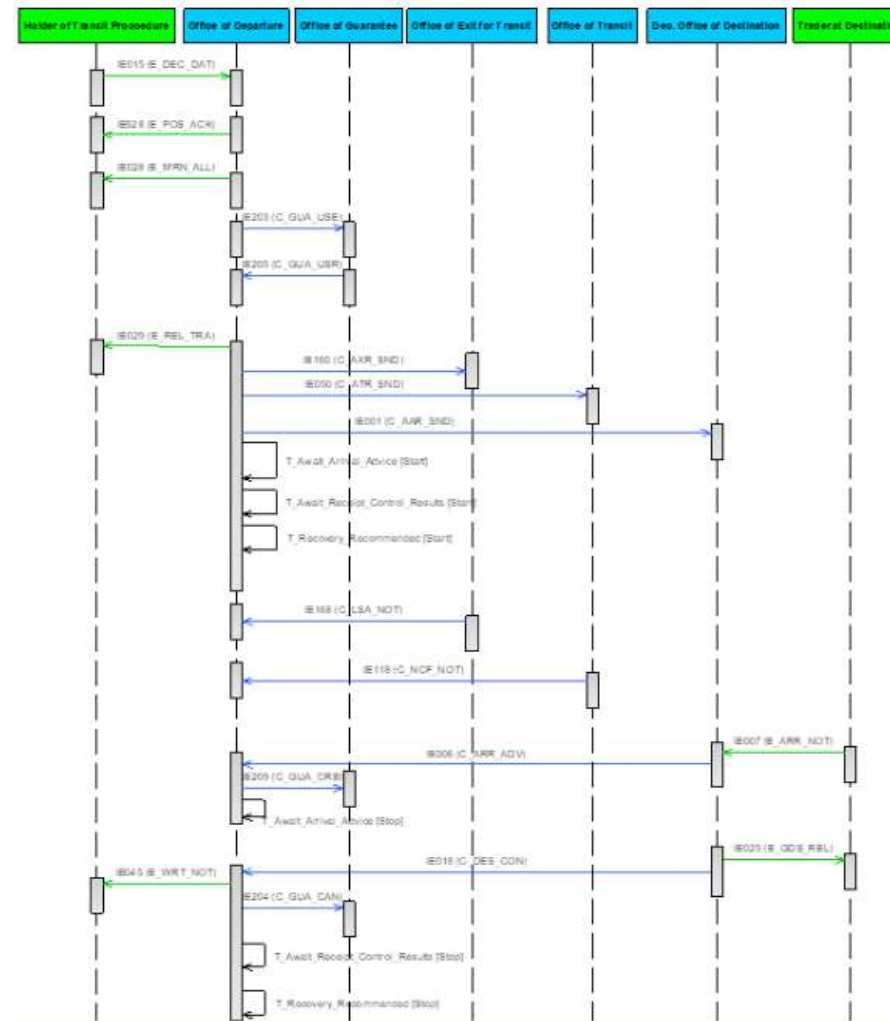 Holder of Transit Prosedure
Office of Departure
Office of Guarantee
Office of Exit for Transit
Office of Transit
Dec. Office of Destination
Trader at Destinati
IE015 (E_DEC_DAT)
IE928 (E_POS_ACK)
IE028 (E_MRN_ALL)
IE203 (C_GUA_USE)
IE205 (C_GUA_USR)
IE029 (E_REL_TRA)
IE160 (C_AXR_SND)
IE050 (C_ATR_SND)
IE001 (C_AAR_SND)
T_Await_Arrival_Advice [Start]
T_Await_Receipt_Control_Results [Start]
T_Recovery_Recommended [Start]
IE168 (C_LSA_NOT)
IE118 (C_NCF_NOT)
IE007 (E_ARR_NOT)
IE006 (C_ARR_ADV)
IE209 (C_GUA_CRE)
T_Await_Arrival_Advice [Stop]
IE025 (E_GDS_REL)
IE018 (C_DES_CON)
IE045 (E_WRT_NOT)
IE204 (C_GUA_CAN)
T_Await_Receipt_Control_Results [Stop]
T_Recovery_Recommended [Stop]